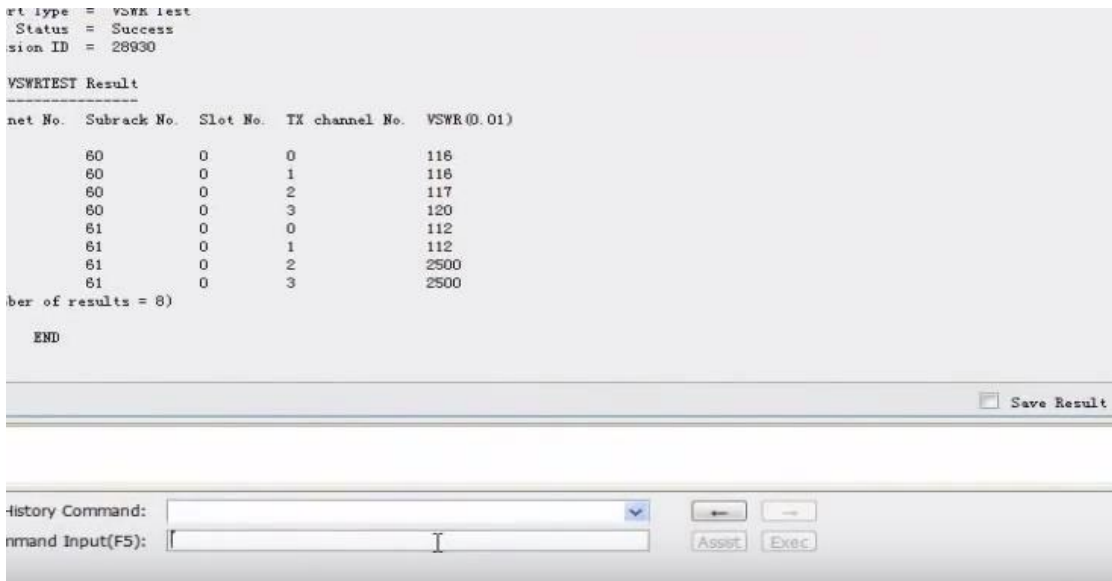 rt Type = VSWR Test
Status = Success
sion ID = 28930
VSWRTEST Result
---------------
net No. Subrack No. Slot No. TX channel No. VSWR(0.01)
60 0 0 116
60 0 1 116
60 0 2 117
60 0 3 120
61 0 0 112
61 0 1 112
61 0 2 2500
61 0 3 2500
ber of results = 8)
END
Save Result
History Command:
mmand Input(F5):
Assist Exec